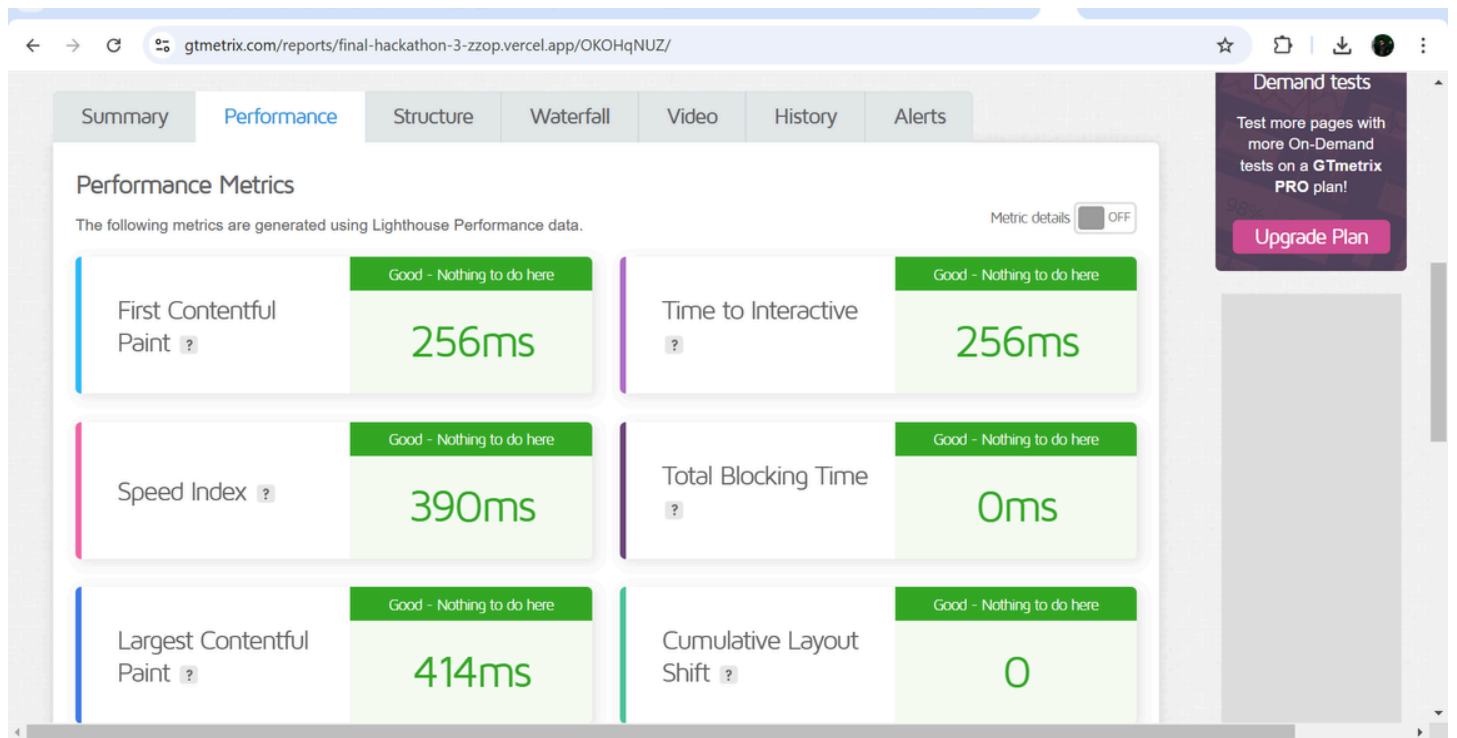 gtmetrix.com/reports/final-hackathon-3-zzop.vercel.app/OKOHqNUZ/
Summary Performance Structure Waterfall Video History Alerts
Performance Metrics
The following metrics are generated using Lighthouse Performance data.
Metric details OFF
First Contentful
Paint ?
Good - Nothing to do here
256ms
Time to Interactive
?
Good - Nothing to do here
256ms
Speed Index ?
Good - Nothing to do here
390ms
Total Blocking Time
?
Good - Nothing to do here
0ms
Largest Contentful
Paint ?
Good - Nothing to do here
414ms
Cumulative Layout
Shift ?
Good - Nothing to do here
0
Demand tests
Test more pages with
more On-Demand
tests on a GTmetrix
PRO plan!
98%
Upgrade Plan